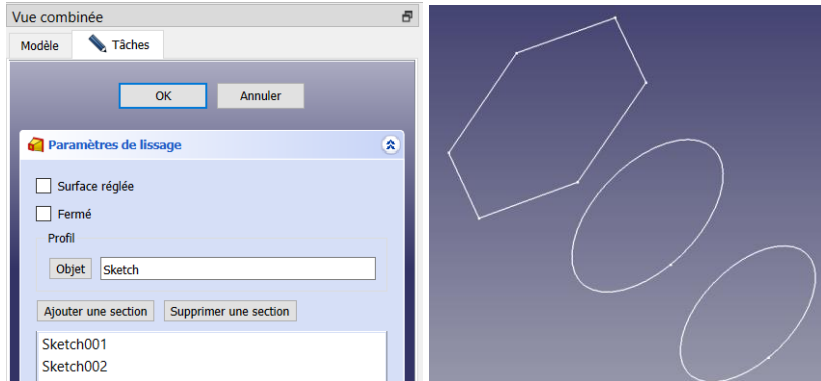 Vue combinée
Modèle Tâches
OK Annuler
Paramètres de lissage
Surface réglée
Fermé
Profil
Objet Sketch
Ajouter une section Supprimer une section
Sketch001
Sketch002